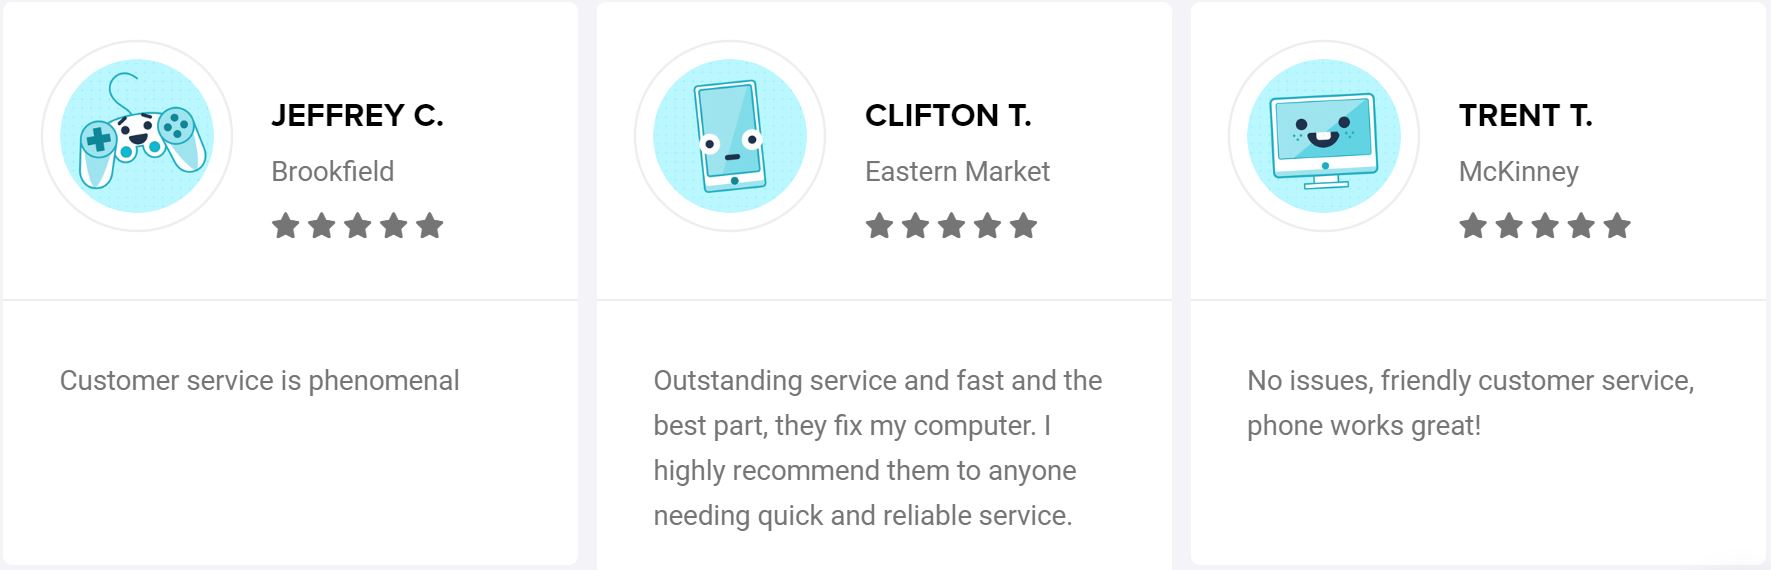 JEFFREY C.
Brookfield
Customer service is phenomenal
CLIFTON T.
Eastern Market
Outstanding service and fast and the
best part, they fix my computer. I
highly recommend them to anyone
needing quick and reliable service.
TRENT T.
McKinney
No issues, friendly customer service,
phone works great!